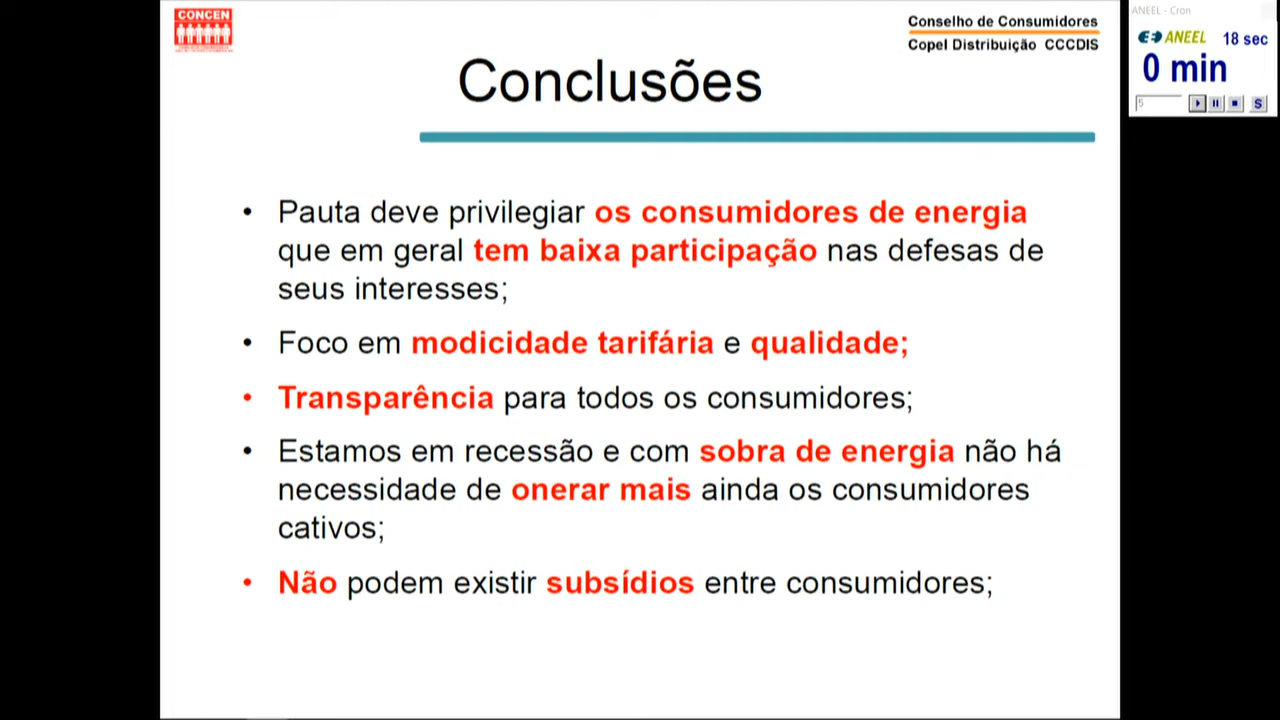 CONCEN
Conselho de Consumidores
Copel Distribuição CCCDIS
ANEEL - Cron
ANEEL
18 sec
0 min
5
S
Conclusões
• Pauta deve privilegiar os consumidores de energia
que em geral tem baixa participação nas defesas de
seus interesses;
• Foco em modicidade tarifária e qualidade;
• Transparência para todos os consumidores;
• Estamos em recessão e com sobra de energia não há
necessidade de onerar mais ainda os consumidores
cativos;
• Não podem existir subsídios entre consumidores;